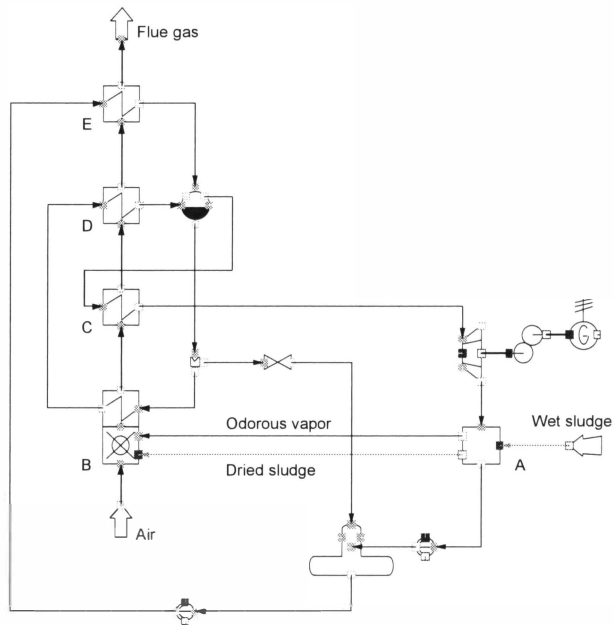 Flue gas
E
D
C
G
Odorous vapor
Wet sludge
B
A
Dried sludge
Air